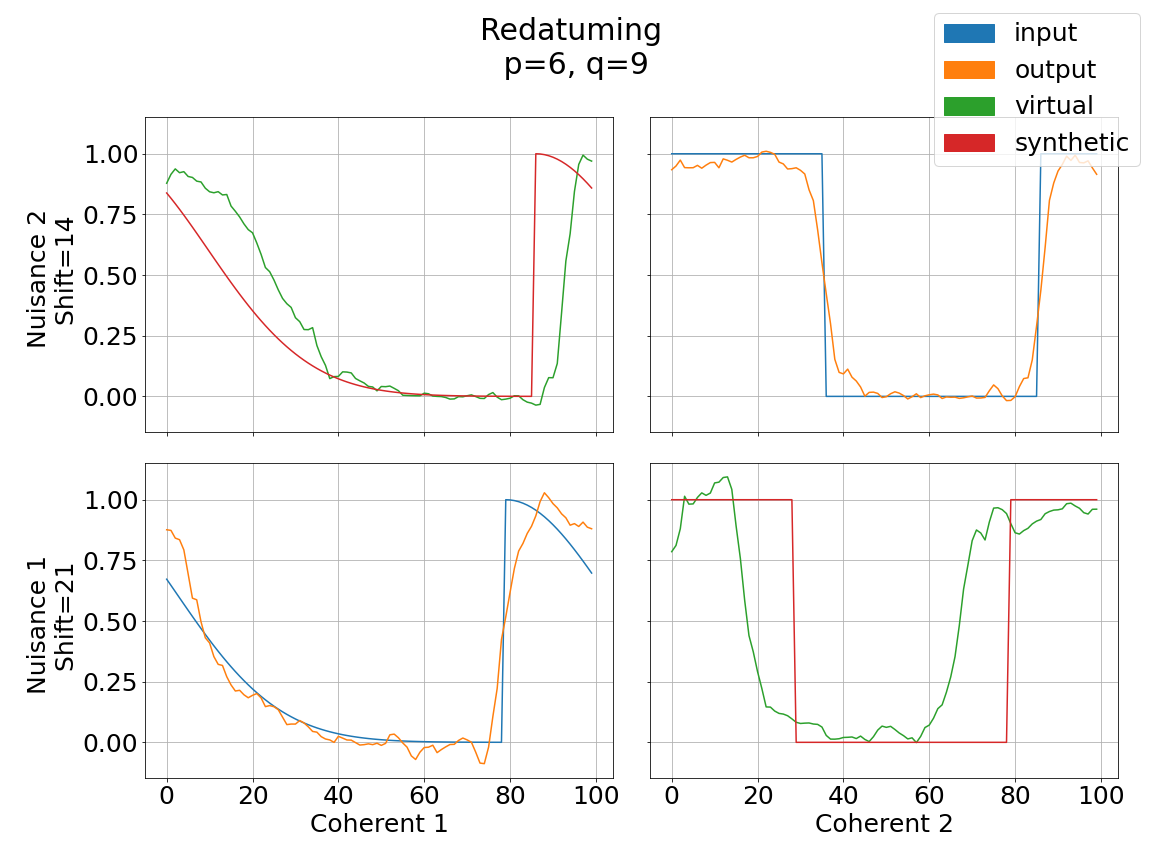 Redatuming
p=6, q=9
input
output
virtual
synthetic
Nuisance 2
Shift=14
1.00
0.75
0.50
0.25
0.00
Nuisance 1
Shift=21
1.00
0.75
0.50
0.25
0.00
0 20 40 60 80 100
0 20 40 60 80 100
Coherent 1
Coherent 2